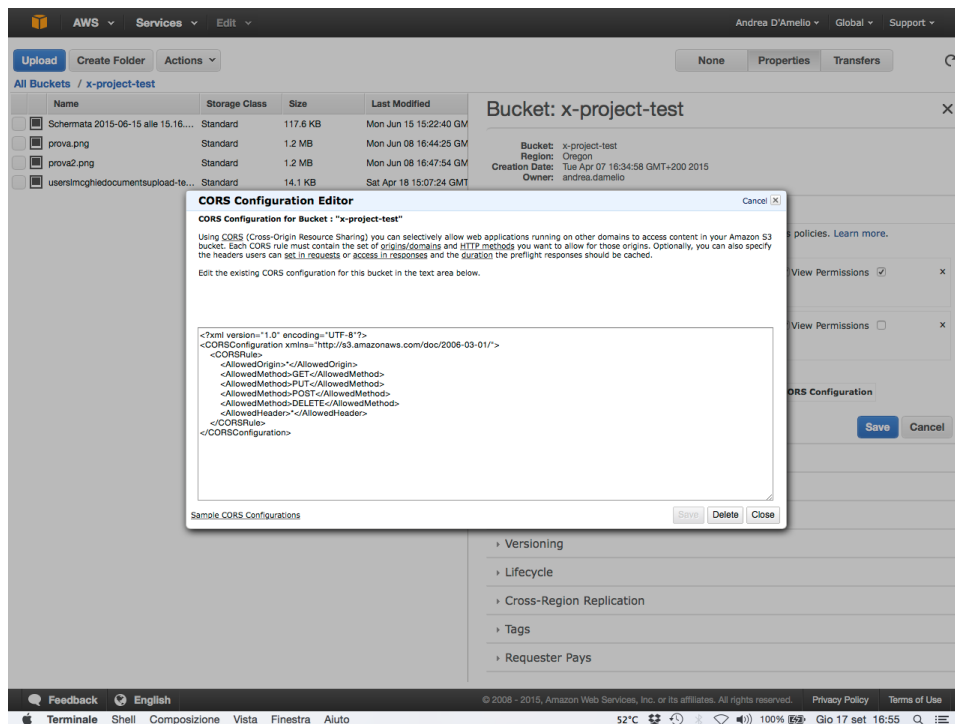 AWS Services Edit Andrea D'Amelio Global Support
Upload Create Folder Actions None Properties Transfers
All Buckets / x-project-test
Name Storage Class Size Last Modified
Schermata 2015-06-15 alle 15.16.... Standard 117.6 KB Mon Jun 15 15:22:40 GM
prova.png Standard 1.2 MB Mon Jun 08 16:44:25 GM
prova2.png Standard 1.2 MB Mon Jun 08 16:47:54 GM
userslmcghiedocumentsupload-te... Standard 14.1 KB Sat Apr 18 15:07:24 GMT
Bucket: x-project-test
Bucket: x-project-test
Region: Oregon
Creation Date: Tue Apr 07 16:34:58 GMT+200 2015
Owner: andrea.damelio
CORS Configuration Editor Cancel
CORS Configuration for Bucket : "x-project-test"
Using CORS (Cross-Origin Resource Sharing) you can selectively allow web applications running on other domains to access content in your Amazon S3
bucket. Each CORS rule must contain the set of origins/domains and HTTP methods you want to allow for those origins. Optionally, you can also specify
the headers users can set in requests or access in responses and the duration the preflight responses should be cached.
Edit the existing CORS configuration for this bucket in the text area below.
<?xml version="1.0" encoding="UTF-8"?>
<CORSConfiguration xmlns="http://s3.amazonaws.com/doc/2006-03-01/">
<CORSRule>
<AllowedOrigin>*</AllowedOrigin>
<AllowedMethod>GET</AllowedMethod>
<AllowedMethod>PUT</AllowedMethod>
<AllowedMethod>POST</AllowedMethod>
<AllowedMethod>DELETE</AllowedMethod>
<AllowedHeader>*</AllowedHeader>
</CORSRule>
</CORSConfiguration>
Sample CORS Configurations Save Delete Close
s policies. Learn more.
View Permissions x
View Permissions x
ORS Configuration
Save Cancel
Versioning
Lifecycle
Cross-Region Replication
Tags
Requester Pays
Feedback English © 2008 - 2015, Amazon Web Services, Inc. or its affiliates. All rights reserved. Privacy Policy Terms of Use
Terminale Shell Composizione Vista Finestra Aiuto 52°C 100% Gio 17 set 16:55